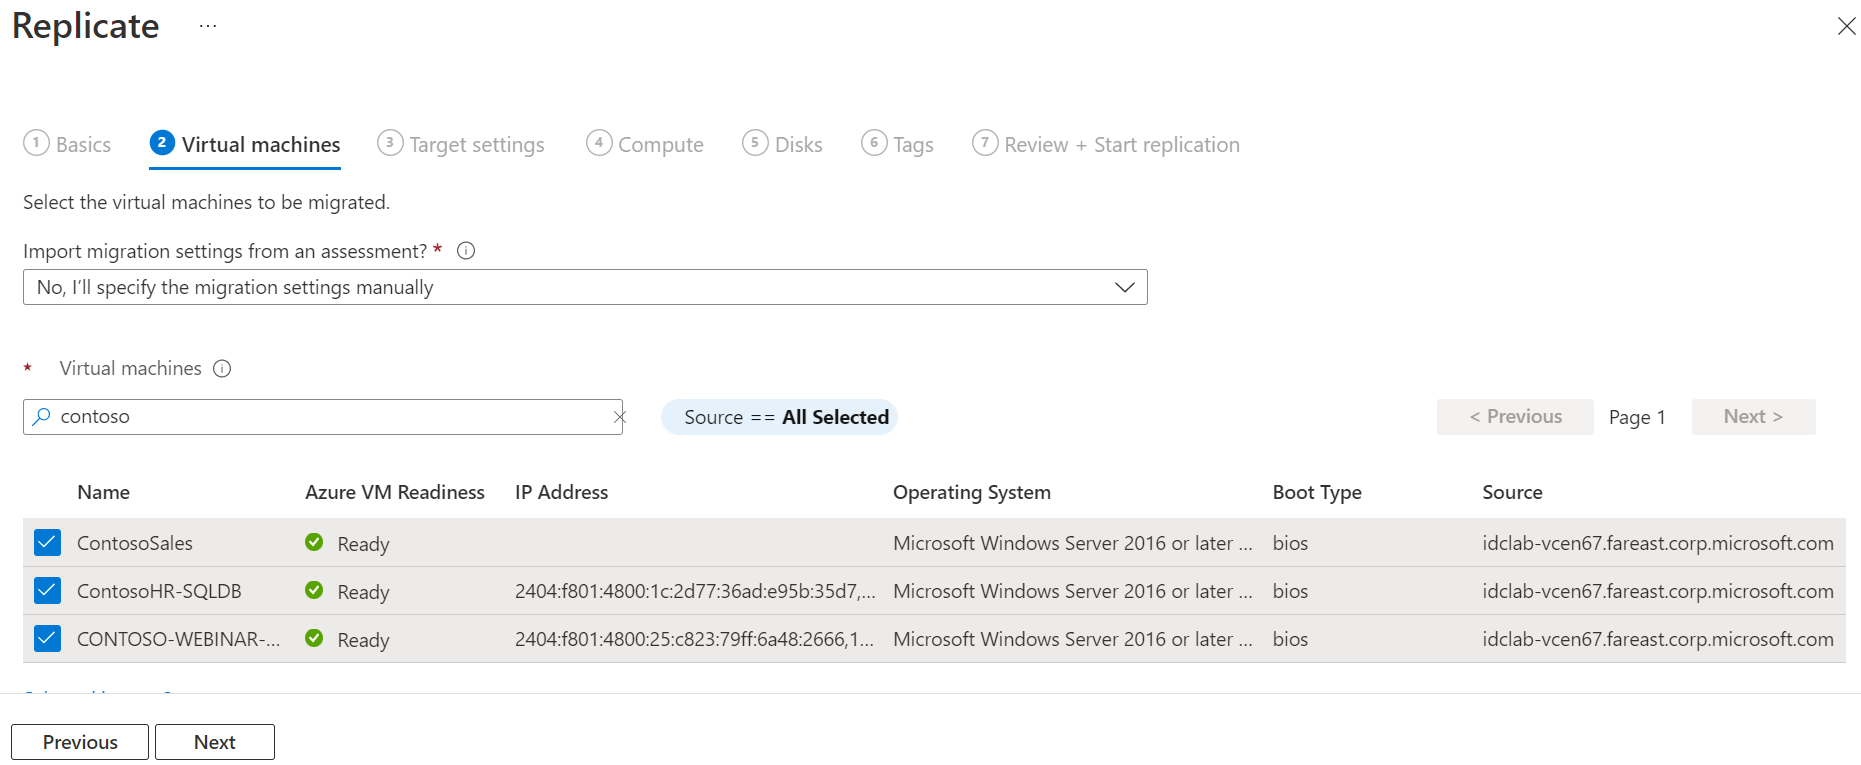 Replicate ...
1 Basics 2 Virtual machines 3 Target settings 4 Compute 5 Disks 6 Tags 7 Review + Start replication
Select the virtual machines to be migrated.
Import migration settings from an assessment? *
No, I'll specify the migration settings manually
* Virtual machines
contoso Source == All Selected < Previous Page 1 Next >
Name Azure VM Readiness IP Address Operating System Boot Type Source
ContosoSales Ready Microsoft Windows Server 2016 or later ... bios idclab-vcen67.fareast.corp.microsoft.com
ContosoHR-SQLDB Ready 2404:f801:4800:1c:2d77:36ad:e95b:35d7,... Microsoft Windows Server 2016 or later ... bios idclab-vcen67.fareast.corp.microsoft.com
CONTOSO-WEBINAR-... Ready 2404:f801:4800:25:c823:79ff:6a48:2666,1... Microsoft Windows Server 2016 or later ... bios idclab-vcen67.fareast.corp.microsoft.com
Previous Next